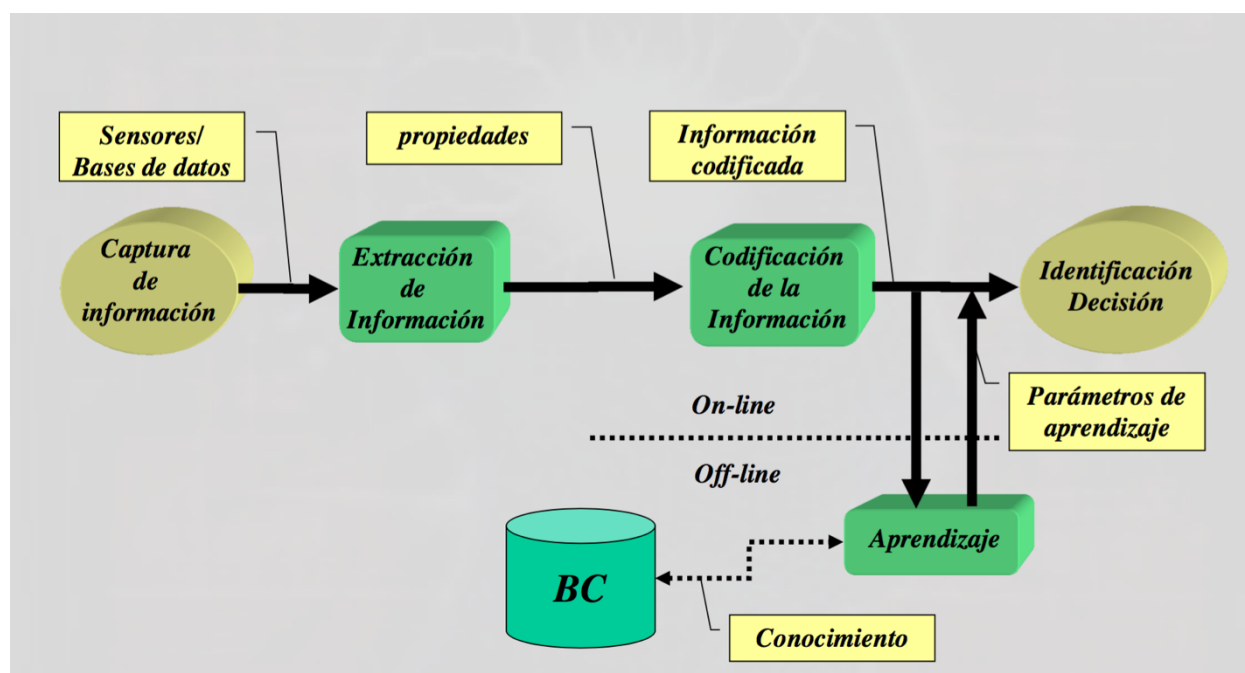 Sensores/
Bases de datos
propiedades
Información
codificada
Captura
de
información
Extracción
de
Información
Codificación
de la
Información
Identificación
Decisión
On-line
Parámetros de
aprendizaje
Off-line
Aprendizaje
BC
Conocimiento